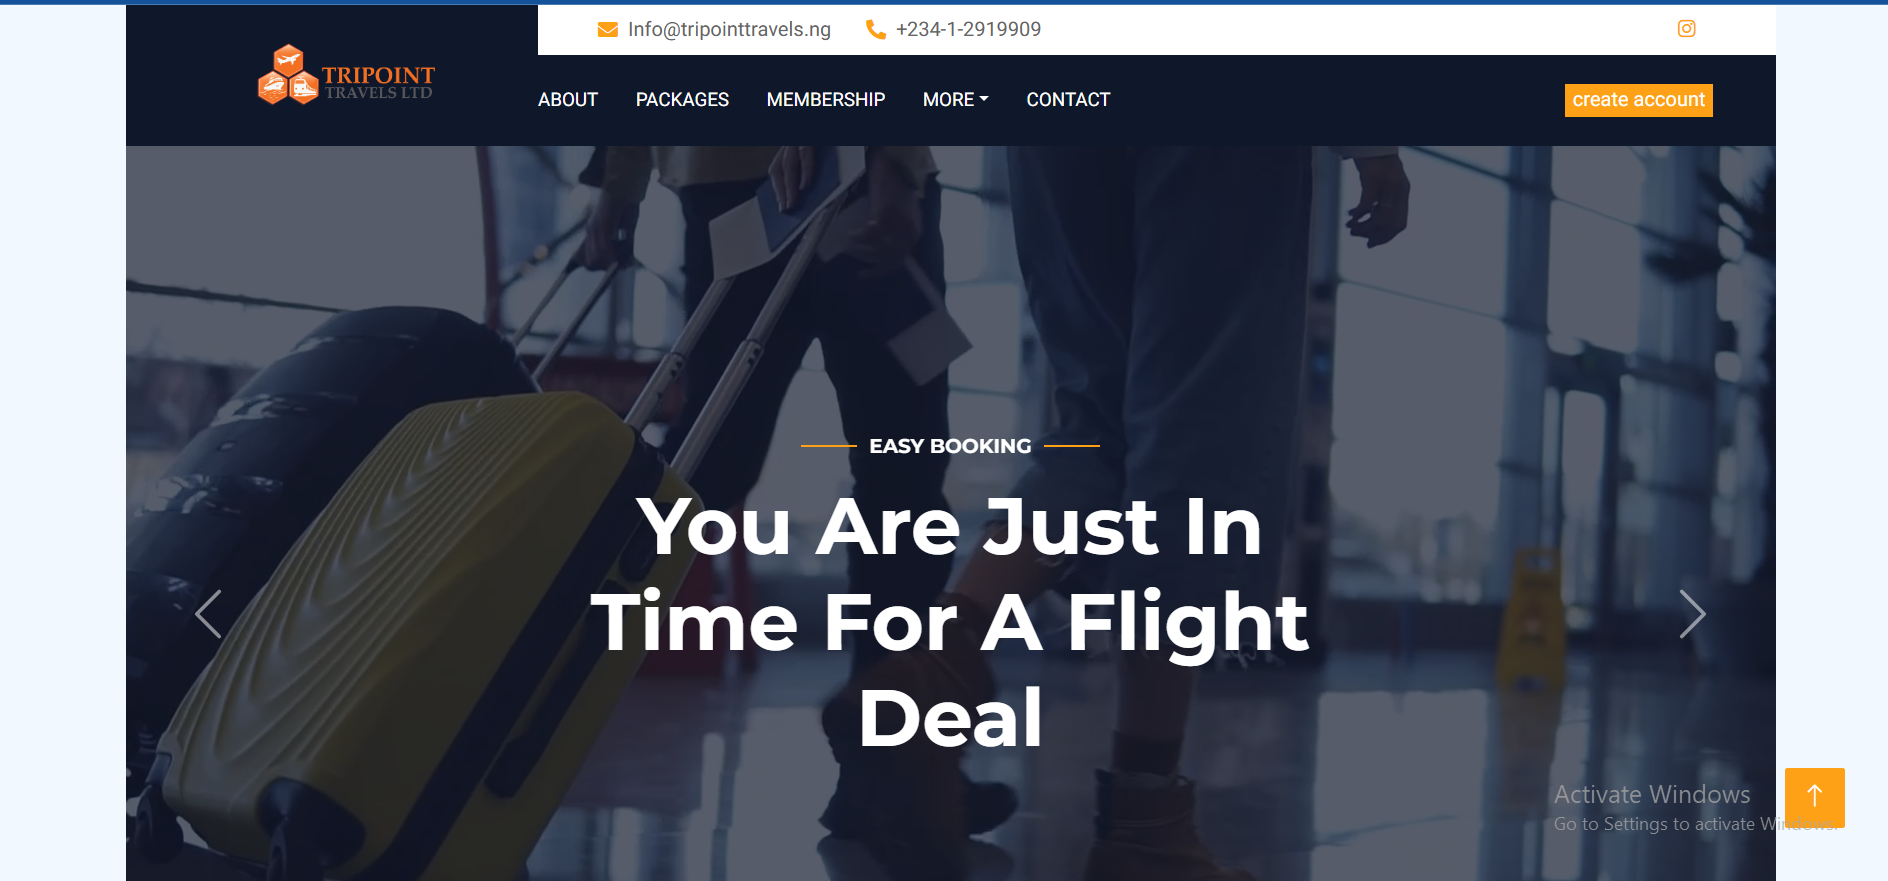 Info@tripointtravels.ng
+234-1-2919909
TRIPOINT
TRAVELS LTD
ABOUT
PACKAGES
MEMBERSHIP
MORE
CONTACT
create account
EASY BOOKING
You Are Just In
Time For A Flight
Deal
Activate Windows
Go to Settings to activate Windows.